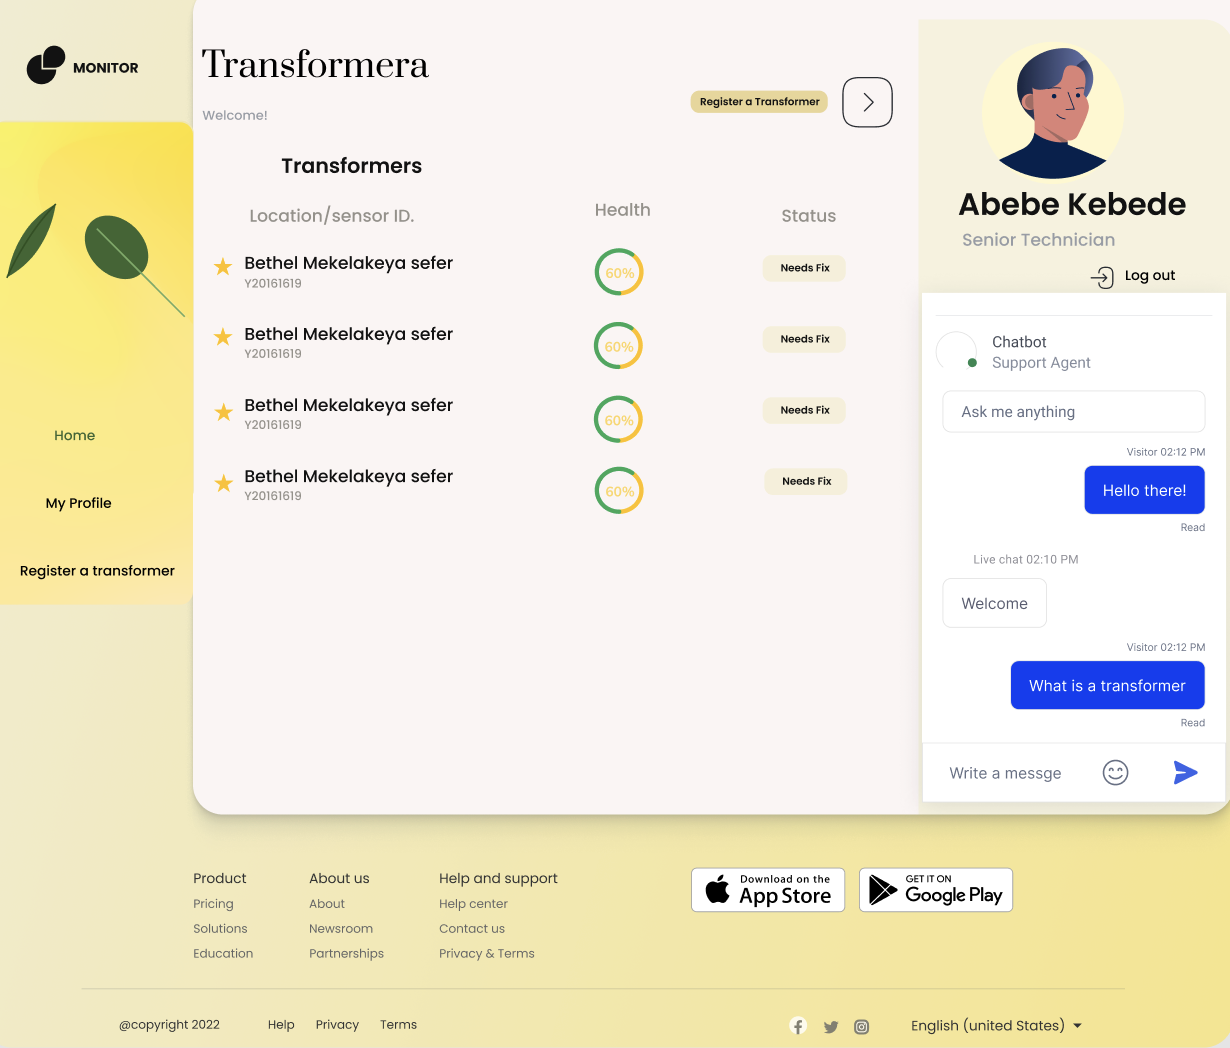 MONITOR
Home
My Profile
Register a transformer
Transformera
Welcome!
Register a Transformer
Transformers
Location/sensor ID.
Health
Status
Bethel Mekelakeya sefer
Y20161619
60%
Needs Fix
Bethel Mekelakeya sefer
Y20161619
60%
Needs Fix
Bethel Mekelakeya sefer
Y20161619
60%
Needs Fix
Bethel Mekelakeya sefer
Y20161619
60%
Needs Fix
Abebe Kebede
Senior Technician
Log out
Chatbot
Support Agent
Ask me anything
Visitor 02:12 PM
Hello there!
Read
Live chat 02:10 PM
Welcome
Visitor 02:12 PM
What is a transformer
Read
Write a messge
Product
Pricing
Solutions
Education
About us
About
Newsroom
Partnerships
Help and support
Help center
Contact us
Privacy & Terms
Download on the
App Store
GET IT ON
Google Play
@copyright 2022
Help
Privacy
Terms
English (united States)